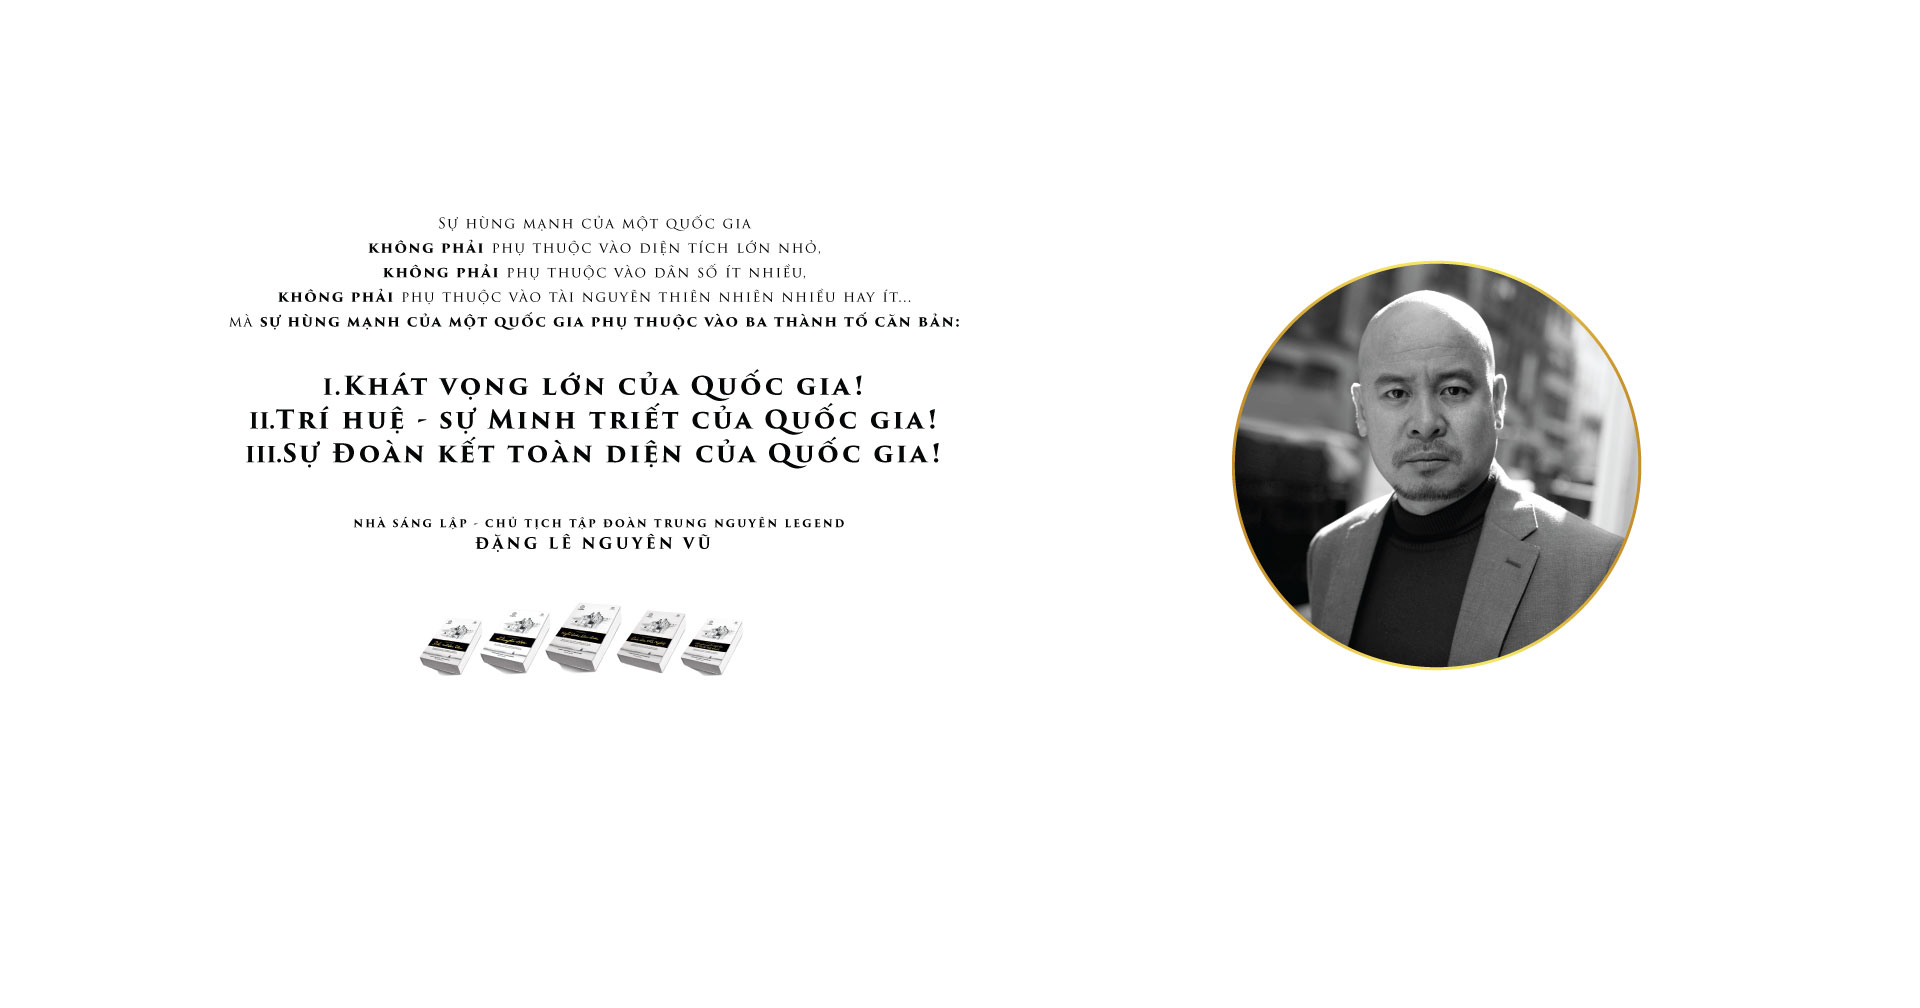 Sự hùng mạnh của một quốc gia
không phải phụ thuộc vào diện tích lớn nhỏ,
không phải phụ thuộc vào dân số ít nhiều,
không phải phụ thuộc vào tài nguyên thiên nhiên nhiều hay ít...
mà sự hùng mạnh của một quốc gia phụ thuộc vào ba thành tố căn bản:
I.Khát vọng lớn của Quốc gia!
II.Trí huệ - sự Minh triết của Quốc gia!
III.Sự Đoàn kết toàn diện của Quốc gia!
NHÀ SÁNG LẬP - CHỦ TỊCH TẬP ĐOÀN TRUNG NGUYÊN LEGEND
ĐẶNG LÊ NGUYÊN VŨ